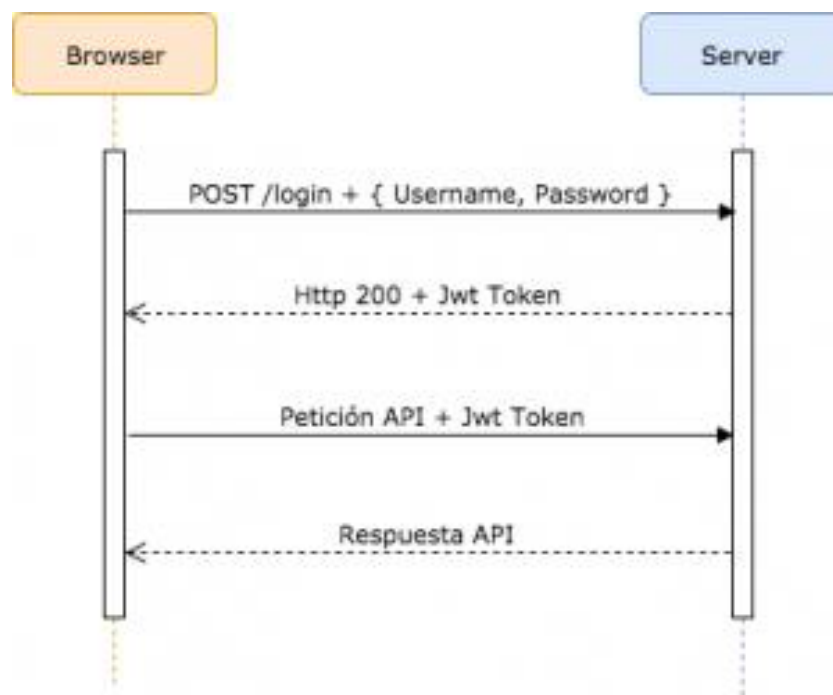 Browser
Server
POST /login + { Username, Password }
Http 200 + Jwt Token
Petición API + Jwt Token
Respuesta API